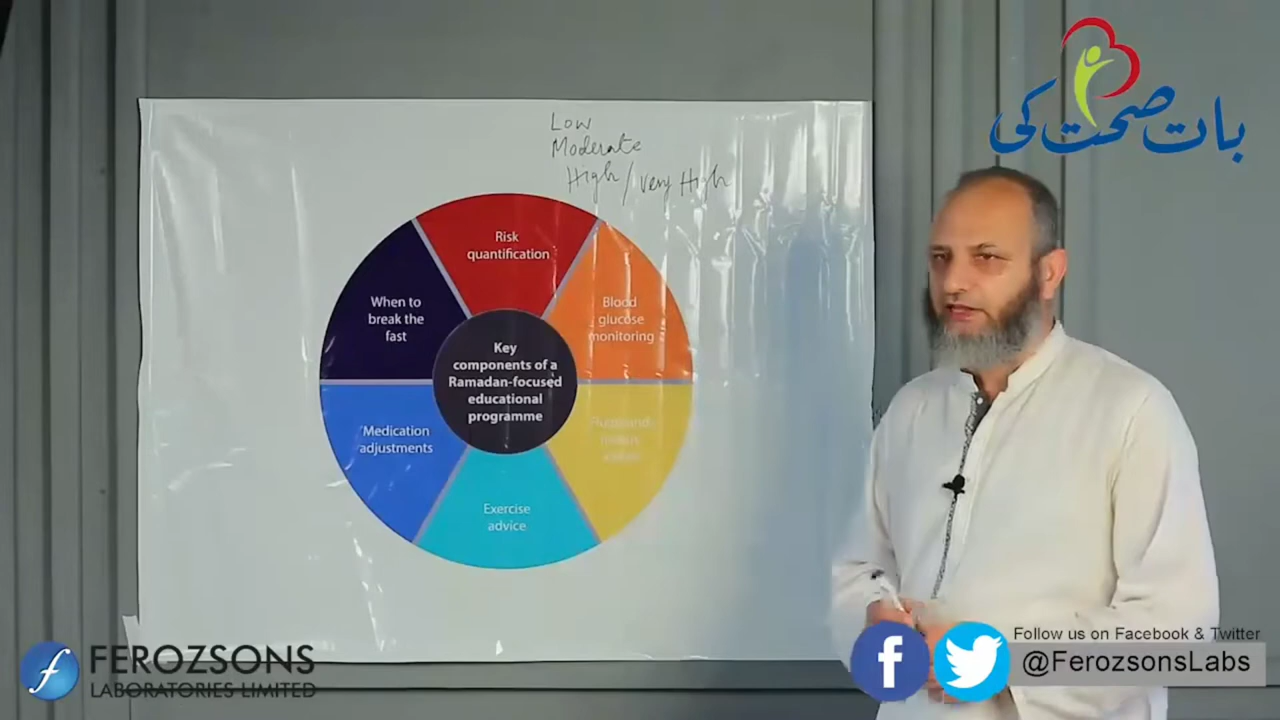 بات صحت کی
Low
Moderate
High / very High
Risk
quantification
Blood
glucose
monitoring
When to
break the
fast
Key
components of a
Ramadan-focused
educational
programme
Medication
adjustments
Exercise
advice
f FEROZSONS
LABORATORIES LIMITED
Follow us on Facebook & Twitter
f
@FerozsonsLabs